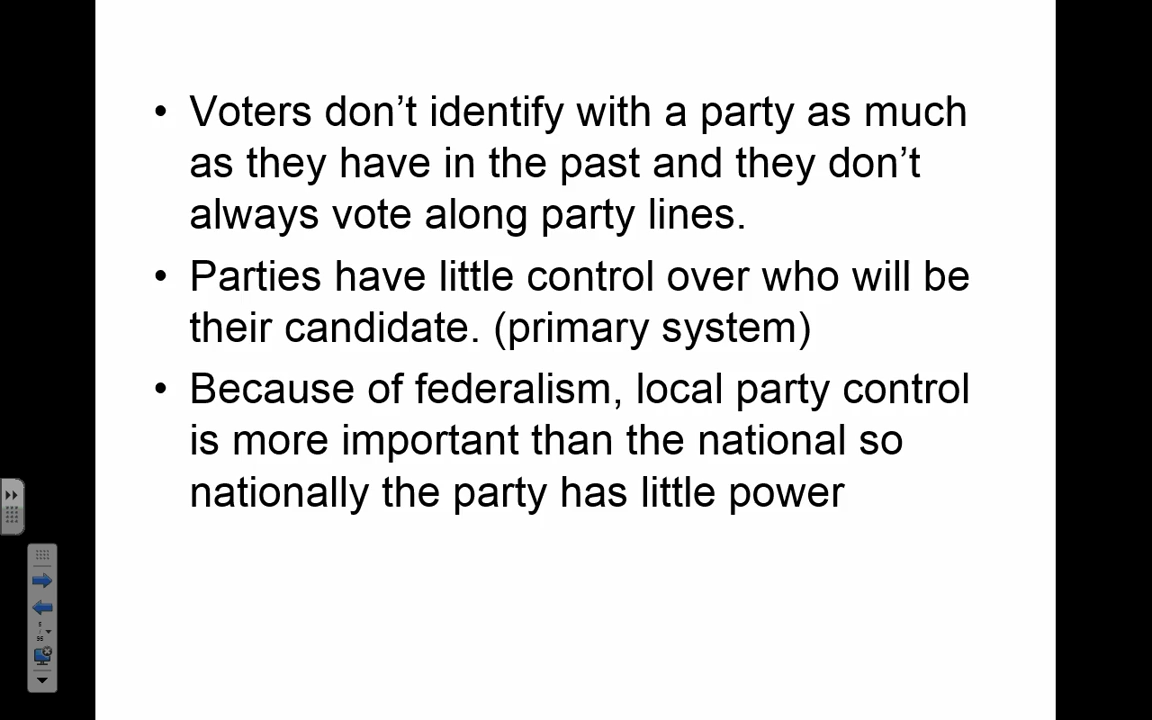 • Voters don't identify with a party as much
as they have in the past and they don't
always vote along party lines.
• Parties have little control over who will be
their candidate. (primary system)
• Because of federalism, local party control
is more important than the national so
nationally the party has little power